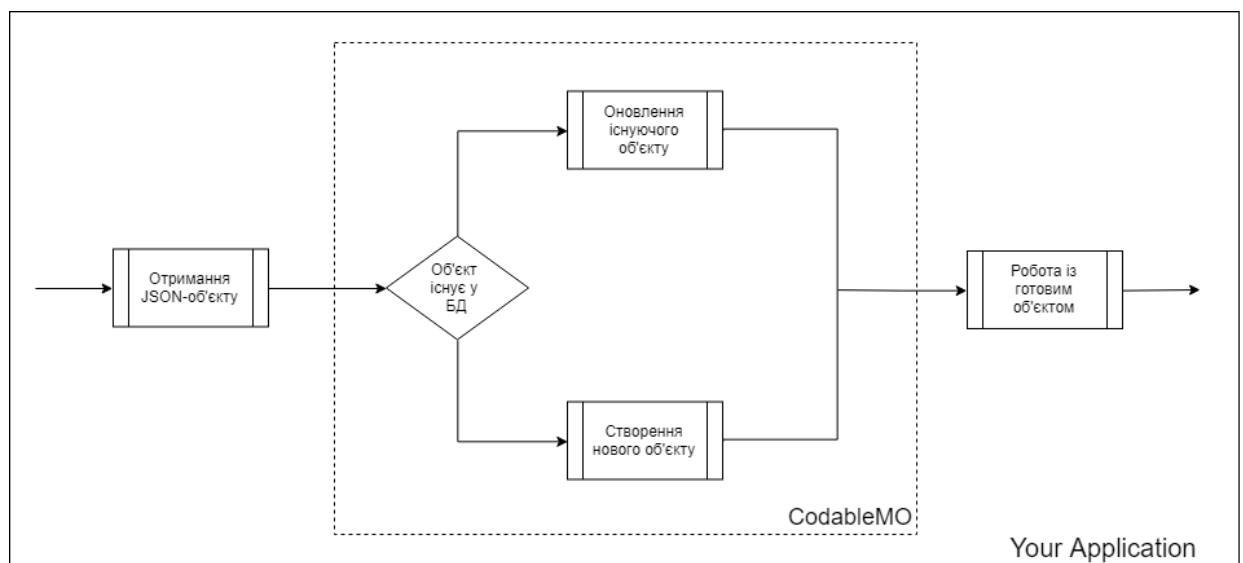 Отримання
JSON-об'єкту
Об'єкт
існує у
БД
Оновлення
існуючого
об'єкту
Створення
нового об'єкту
Робота із
готовим
об'єктом
CodableMO
Your Application